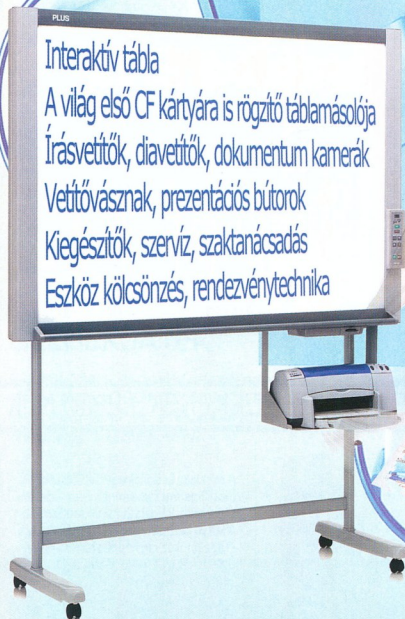 PLUS
Interaktív tábla
A világ első CF kártyára is rögzítő táblamásolója
Írásvetítők, diavetítők, dokumentum kamerák
Vetítővásznak, prezentációs bútorok
Kiegészítők, szervíz, szaktanácsadás
Eszköz kölcsönzés, rendezvénytechnika